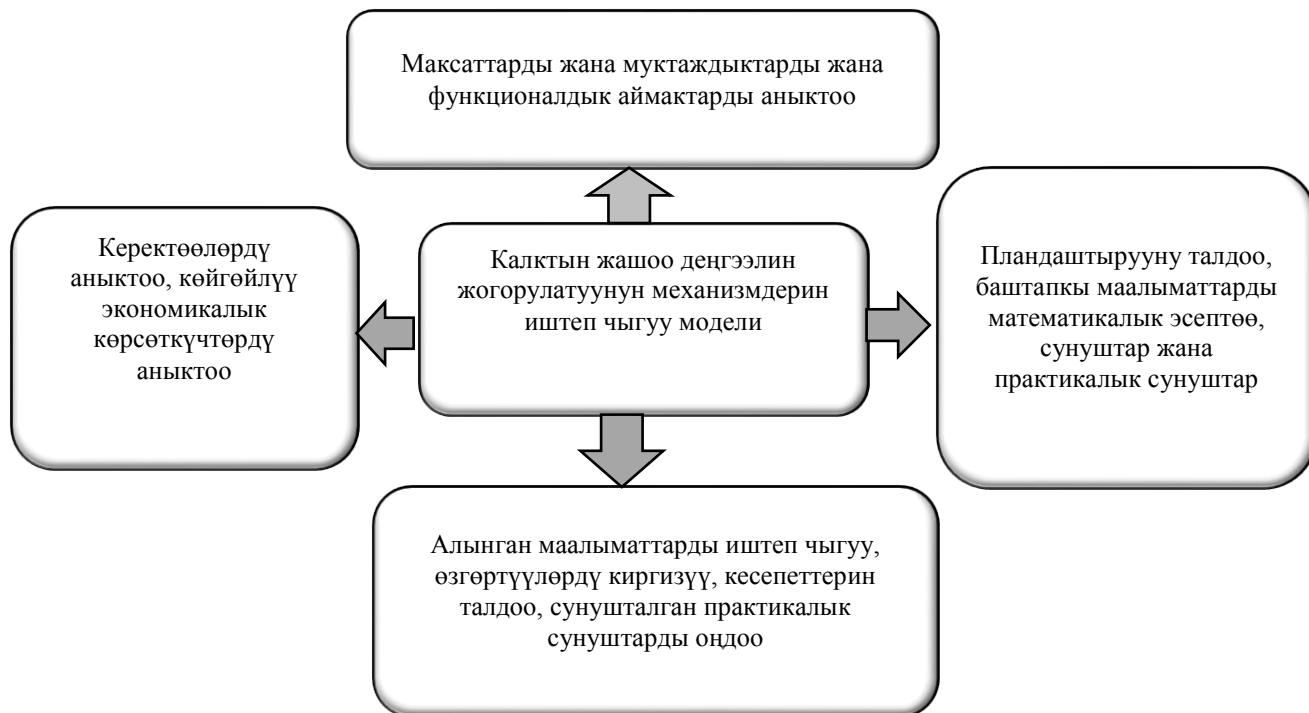 Максаттарды жана муктаждыктарды жана
функционалдык аймактарды аныктоо
Керектөөлөрдү
аныктоо, көйгөйлүү
экономикалык
көрсөткүчтөрдү
аныктоо
Калктын жашоо деңгээлин
жогорулатуунун механизмдерин
иштеп чыгуу модели
Пландаштырууну талдоо,
баштапкы маалыматтарды
математикалык эсептөө,
сунуштар жана
практикалык сунуштар
Алынган маалыматтарды иштеп чыгуу,
өзгөртүүлөрдү киргизүү, кесепеттерин
талдоо, сунушталган практикалык
сунуштарды оңдоо